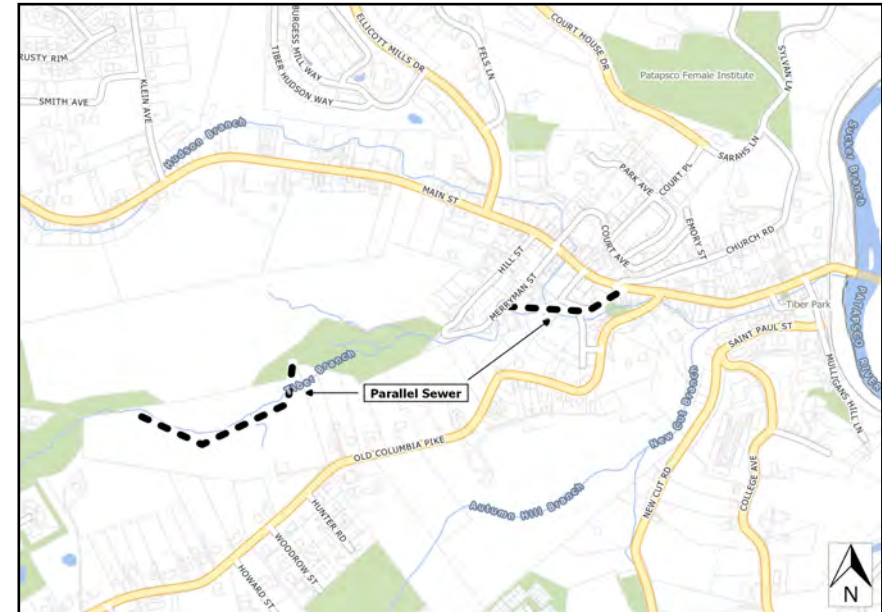 BURGESS MILL WAY
ELLICOTT MILLS DR
COURT HOUSE DR
SYLVAN LN
RUSTY RIM
KLEIN AVE
TIBER HUDSON WAY
FELS LN
Patapsco Female Institute
SMITH AVE
Hudson Branch
Sucker Branch
SARAHS LN
PARK AVE
COURT PL
MAIN ST
EMORY ST
CHURCH RD
HILL ST
COURT AVE
MERRYMAN ST
PATAPSCO RIVER
Tiber Park
SAINT PAUL ST
Tiber Branch
Parallel Sewer
MULLIGANS HILL LN
New Cut Branch
OLD COLUMBIA PIKE
COLLEGE AVE
NEW CUT RD
Autumn Hill Branch
HUNTER RD
WOODROW ST
HOWARD ST
N